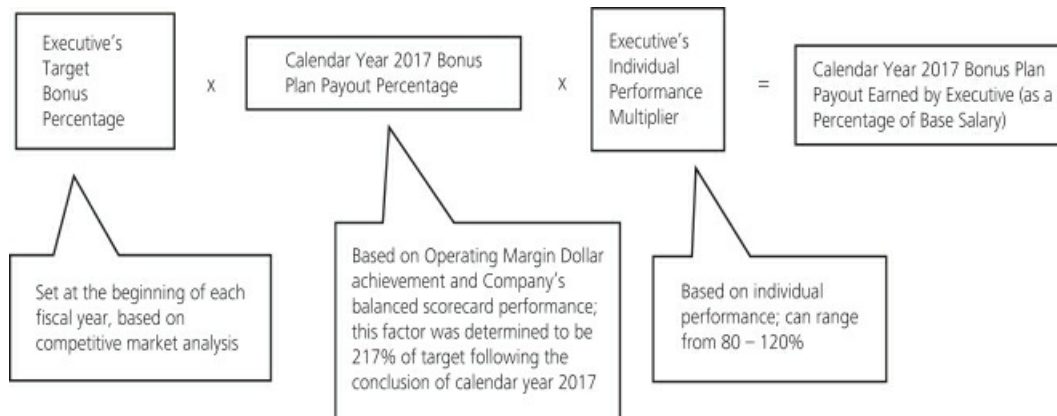 Executive's
Target
Bonus
Percentage
x
Calendar Year 2017 Bonus
Plan Payout Percentage
x
Executive's
Individual
Performance
Multiplier
=
Calendar Year 2017 Bonus Plan
Payout Earned by Executive (as a
Percentage of Base Salary)
Set at the beginning of each
fiscal year, based on
competitive market analysis
Based on Operating Margin Dollar
achievement and Company's
balanced scorecard performance;
this factor was determined to be
217% of target following the
conclusion of calendar year 2017
Based on individual
performance; can range
from 80 – 120%